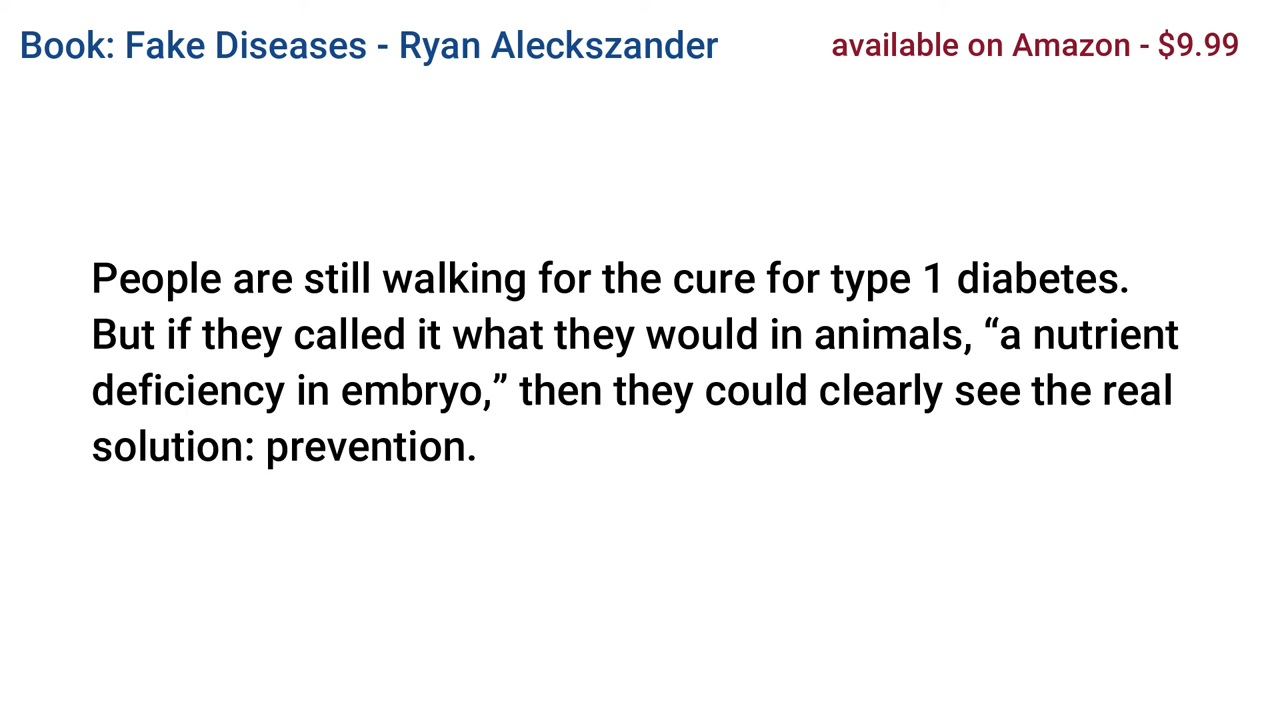 Book: Fake Diseases - Ryan Aleckszander
available on Amazon - $9.99
People are still walking for the cure for type 1 diabetes.
But if they called it what they would in animals, “a nutrient
deficiency in embryo,” then they could clearly see the real
solution: prevention.